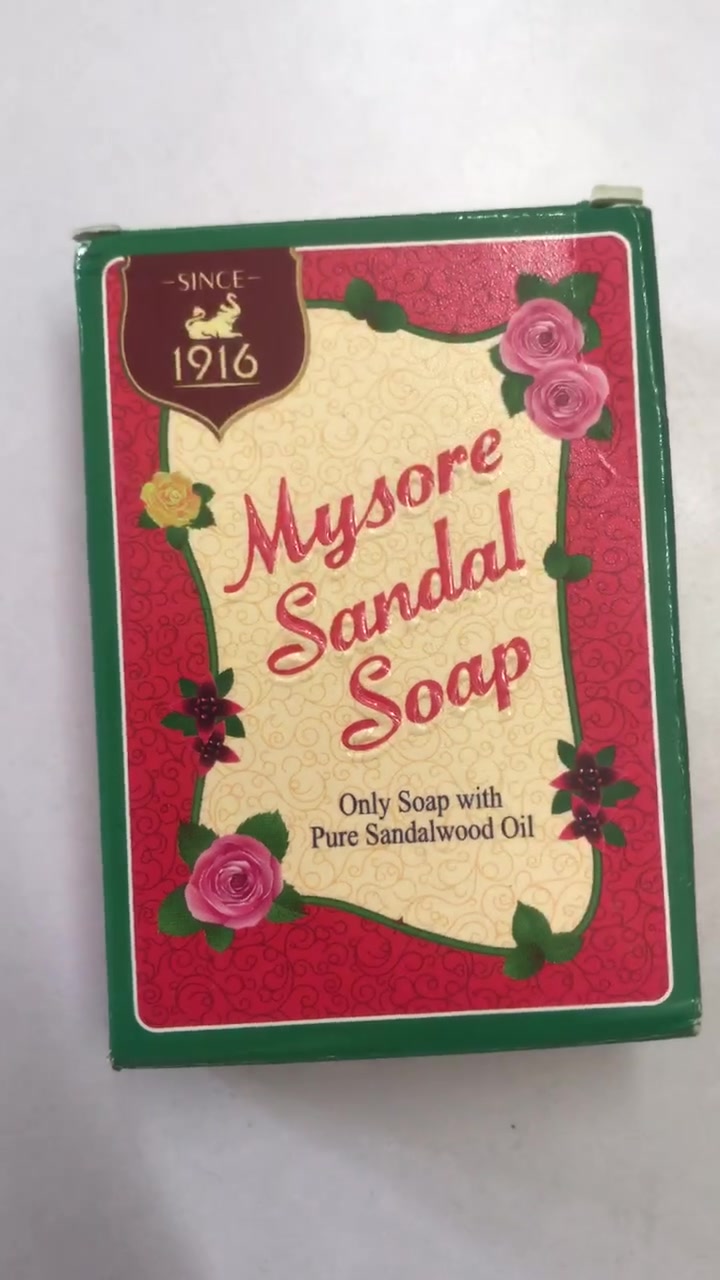 -SINCE-
1916
Mysore
Sandal
Soap
Only Soap with
Pure Sandalwood Oil